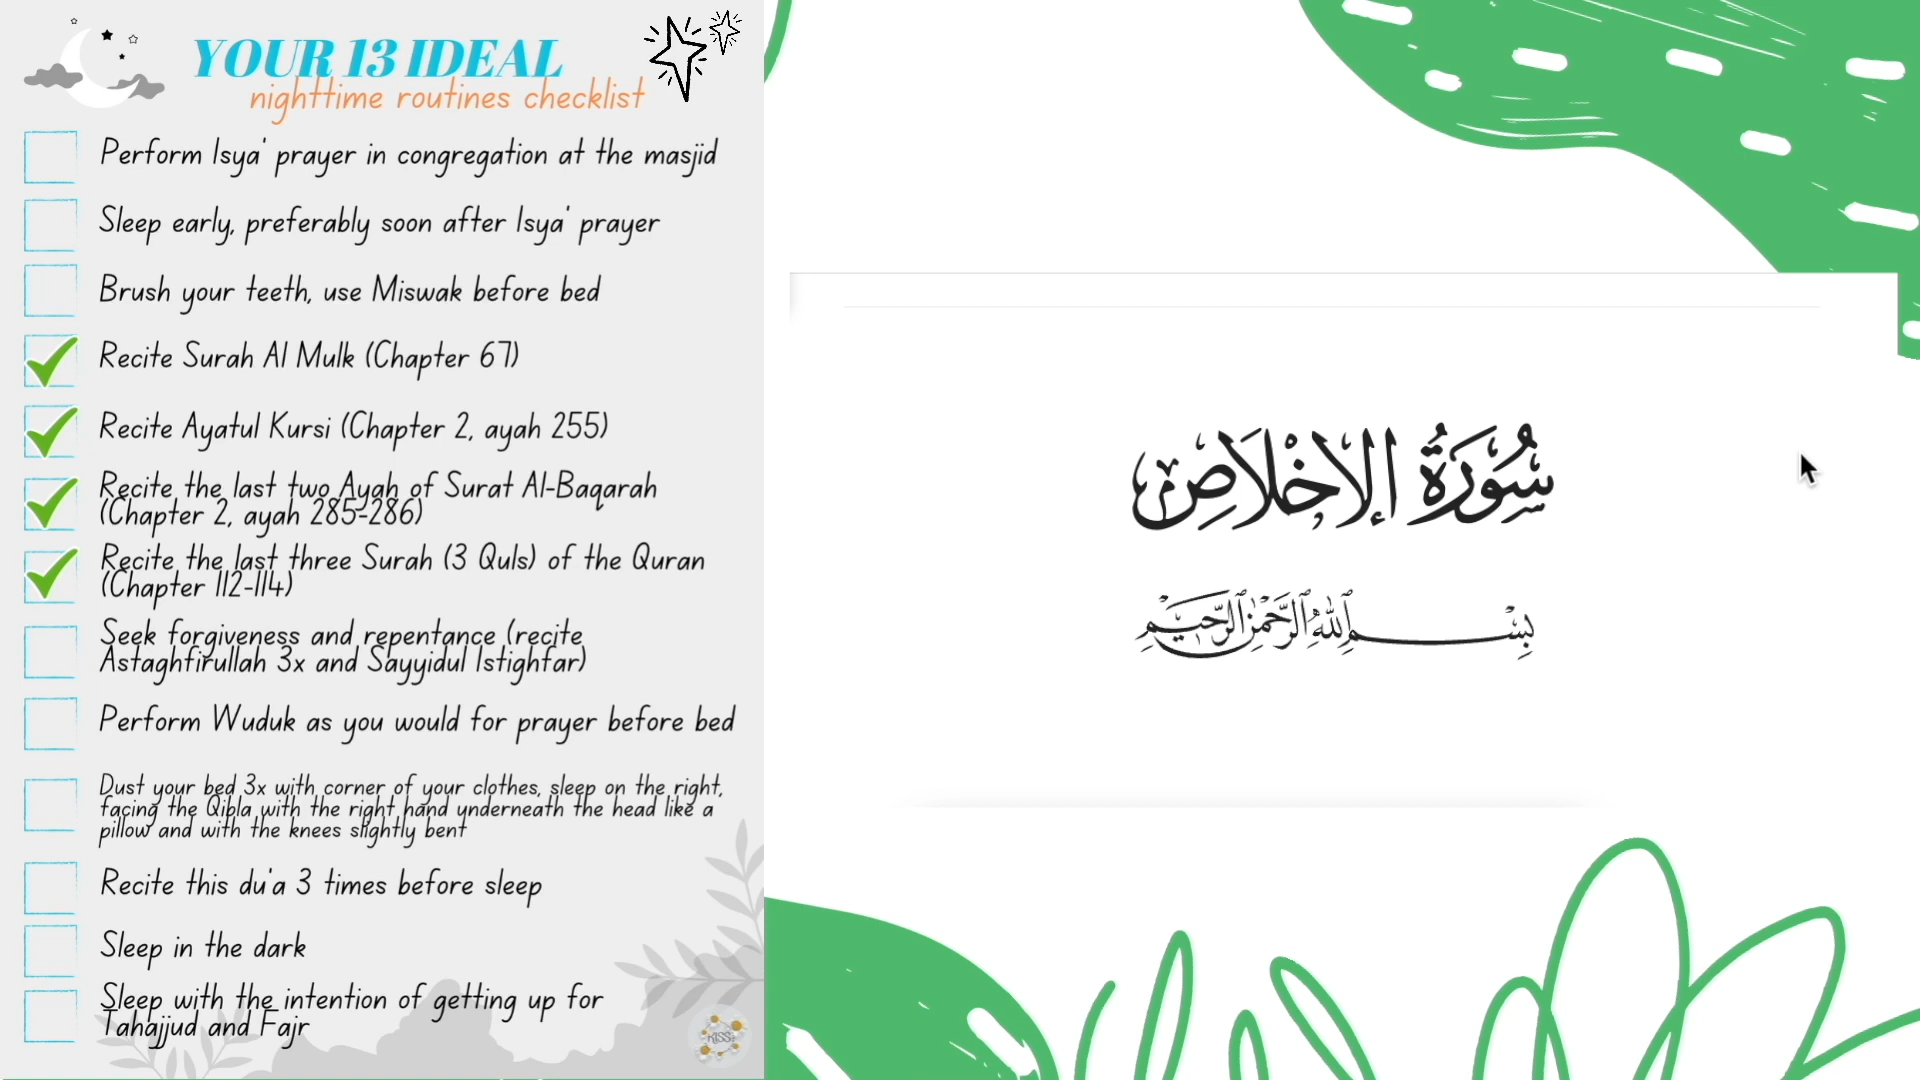 YOUR 13 IDEAL
nighttime routines checklist
Perform Isya' prayer in congregation at the masjid
Sleep early, preferably soon after Isya' prayer
Brush your teeth, use Miswak before bed
Recite Surah Al Mulk (Chapter 67)
Recite Ayatul Kursi (Chapter 2, ayah 255)
Recite the last two Ayah of Surat Al-Baqarah
(Chapter 2, ayah 285-286)
Recite the last three Surah (3 Quls) of the Quran
(Chapter 112-114)
Seek forgiveness and repentance (recite
Astaghfirullah 3x and Sayyidul Istighfar)
Perform Wuduk as you would for prayer before bed
Dust your bed 3x with corner of your clothes, sleep on the right,
facing the Qibla with the right hand underneath the head like a
pillow and with the knees slightly bent
Recite this du'a 3 times before sleep
Sleep in the dark
Sleep with the intention of getting up for
Tahajjud and Fajr
KISS
سُورَةُ الإِخْلَاصِ
بِسْمِ اللَّهِ الرَّحْمَٰنِ الرَّحِيمِ